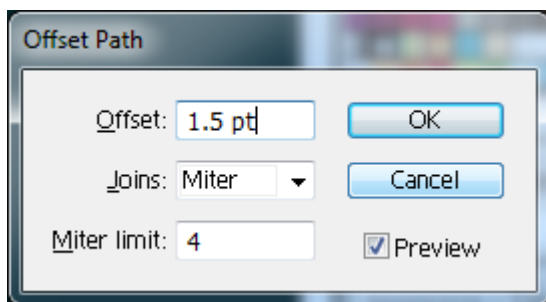 Offset Path
Offset: 1.5 pt OK
Joins: Miter Cancel
Miter limit: 4 Preview